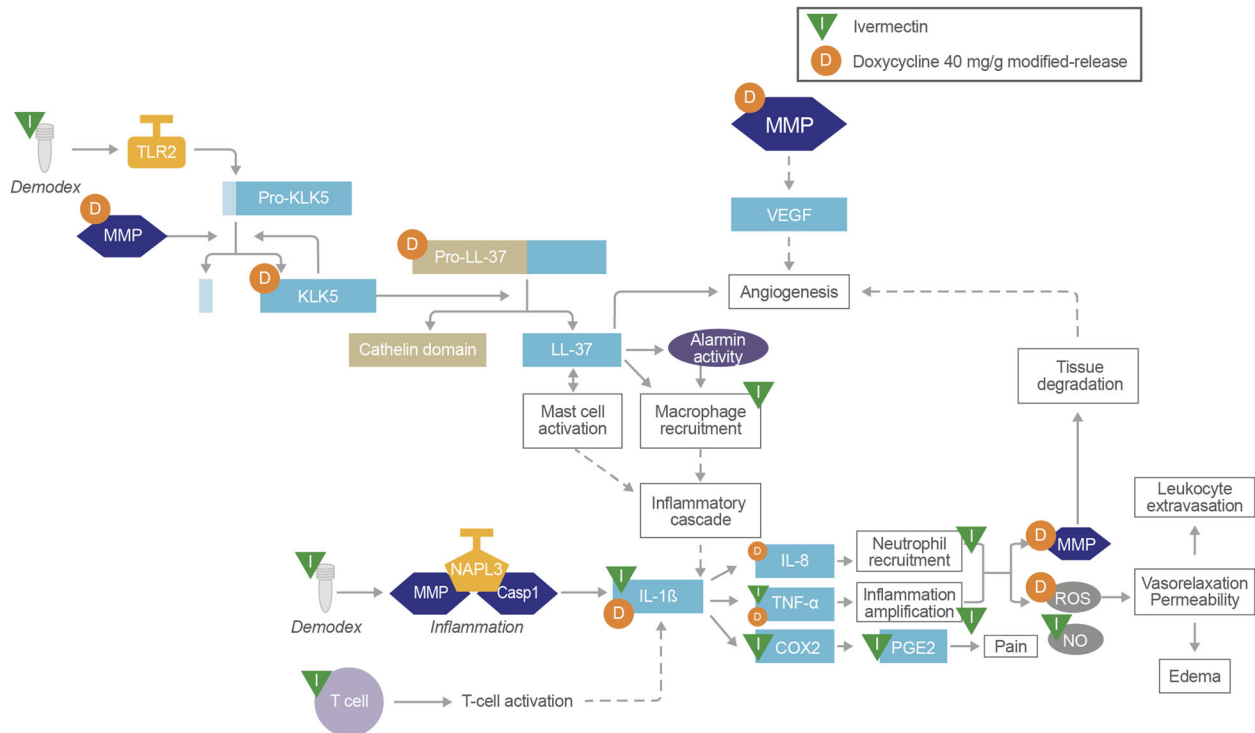 I
Ivermectin
D
Doxycycline 40 mg/g modified-release
D
MMP
I
Demodex
TLR2
Pro-KLK5
D
MMP
VEGF
D
Pro-LL-37
D
KLK5
Angiogenesis
Cathelin domain
LL-37
Alarmin
activity
Tissue
degradation
Mast cell
activation
I
Macrophage
recruitment
Inflammatory
cascade
Leukocyte
extravasation
I
Demodex
NAPL3
MMP
Casp1
Inflammation
I
D
IL-1ß
D
IL-8
Neutrophil
recruitment
I
D
MMP
I
D
TNF-α
Inflammation
amplification
I
D
ROS
Vasorelaxation
Permeability
I
COX2
I
PGE2
Pain
I
NO
Edema
I
T cell
T-cell activation